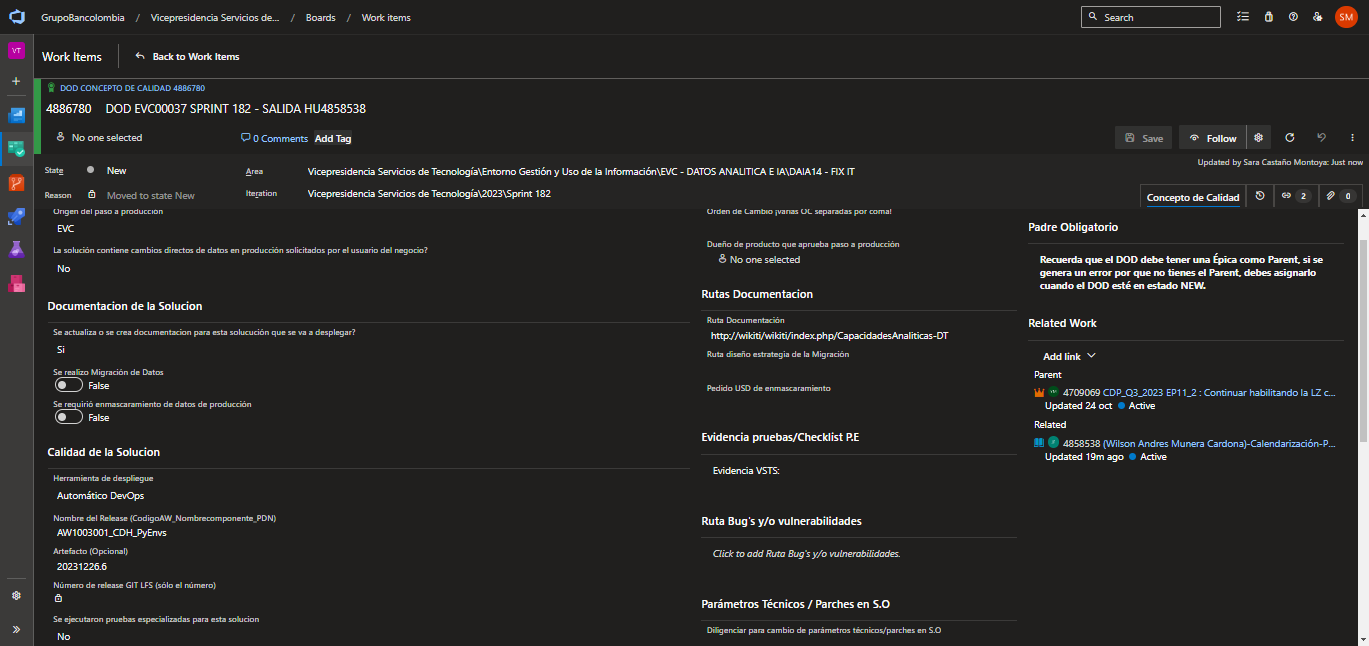 GrupoBancolombia / Vicepresidencia Servicios de... / Boards / Work items
Search
SM
VT
Work Items
Back to Work Items
DOD CONCEPTO DE CALIDAD 4886780
4886780 DOD EVC00037 SPRINT 182 - SALIDA HU4858538
No one selected
0 Comments
Add Tag
Save
Follow
Updated by Sara Castaño Montoya: Just now
State
New
Area
Vicepresidencia Servicios de Tecnología\Entorno Gestión y Uso de la Información\EVC - DATOS ANALITICA E IA\DAIA14 - FIX IT
Reason
Moved to state New
Iteration
Vicepresidencia Servicios de Tecnología\2023\Sprint 182
Concepto de Calidad
2
0
Origen del paso a producción
EVC
La solución contiene cambios directos de datos en producción solicitados por el usuario del negocio?
No
Documentacion de la Solucion
Se actualiza o se crea documentacion para esta solucución que se va a desplegar?
Si
Se realizo Migración de Datos
False
Se requirió enmascaramiento de datos de producción
False
Calidad de la Solucion
Herramienta de despliegue
Automático DevOps
Nombre del Release (CodigoAW_Nombrecomponente_PDN)
AW1003001_CDH_PyEnvs
Artefacto (Opcional)
20231226.6
Número de release GIT LFS (sólo el número)
Se ejecutaron pruebas especializadas para esta solucion
No
Orden de Cambio ¡varias OC separadas por coma!
Dueño de producto que aprueba paso a producción
No one selected
Rutas Documentacion
Ruta Documentación
http://wikiti/wikiti/index.php/CapacidadesAnaliticas-DT
Ruta diseño estrategia de la Migración
Pedido USD de enmascaramiento
Evidencia pruebas/Checklist P.E
Evidencia VSTS:
Ruta Bug's y/o vulnerabilidades
Click to add Ruta Bug's y/o vulnerabilidades.
Parámetros Técnicos / Parches en S.O
Diligenciar para cambio de parámetros técnicos/parches en S.O
Padre Obligatorio
Recuerda que el DOD debe tener una Épica como Parent, si se
genera un error por que no tienes el Parent, debes asignarlo
cuando el DOD esté en estado NEW.
Related Work
Add link
Parent
4709069 CDP_Q3_2023 EP11_2 : Continuar habilitando la LZ c...
Updated 24 oct Active
Related
4858538 (Wilson Andres Munera Cardona)-Calendarización-P...
Updated 19m ago Active